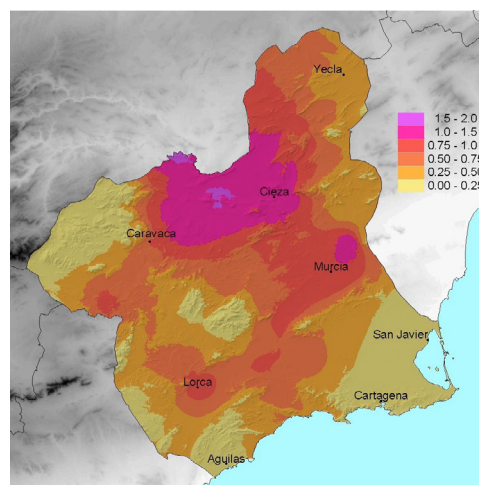 Yecla
1.5 - 2.0
1.0 - 1.5
0.75 - 1.0
0.50 - 0.75
0.25 - 0.50
0.00 - 0.25
Cieza
Caravaca
Murcia
San Javier
Lorca
Cartagena
Aguilas